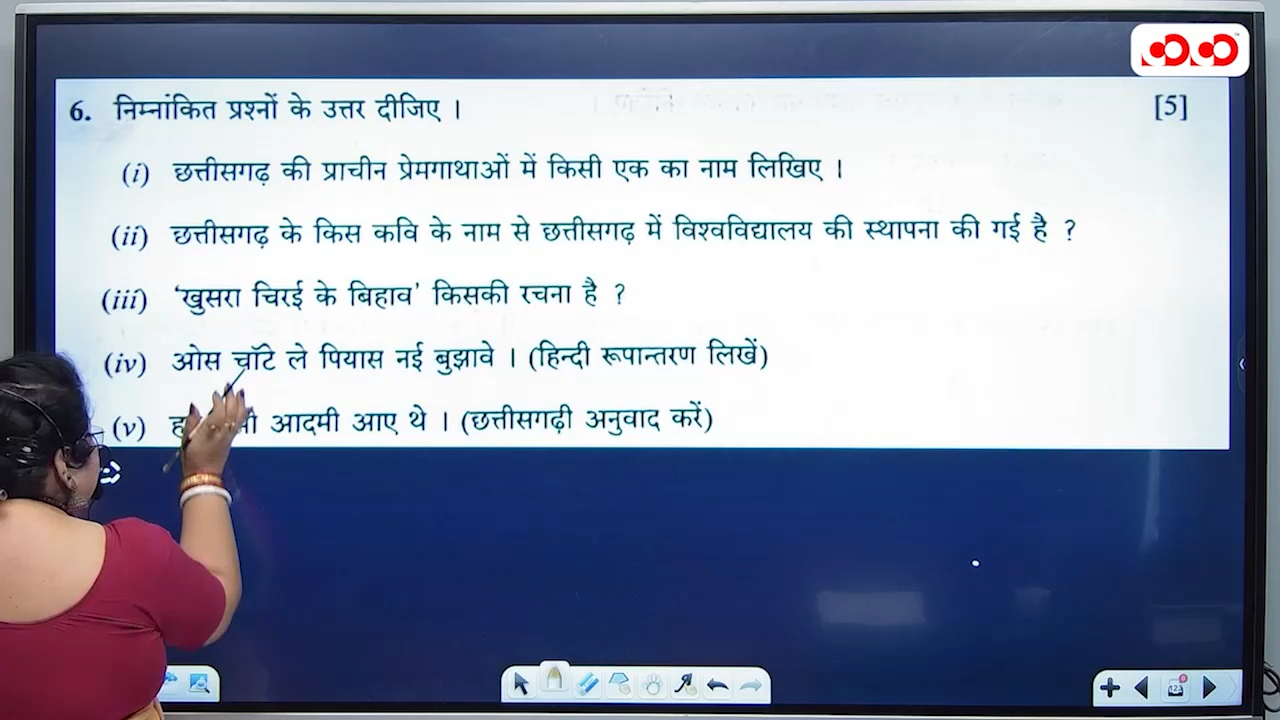 6. निम्नांकित प्रश्नों के उत्तर दीजिए । [5]
(i) छत्तीसगढ़ की प्राचीन प्रेमगाथाओं में किसी एक का नाम लिखिए ।
(ii) छत्तीसगढ़ के किस कवि के नाम से छत्तीसगढ़ में विश्वविद्यालय की स्थापना की गई है ?
(iii) ‘खुसरा चिरई के बिहाव’ किसकी रचना है ?
(iv) ओस चॉटे ले पियास नई बुझावे । (हिन्दी रूपान्तरण लिखें)
(v) आदमी आए थे । (छत्तीसगढ़ी अनुवाद करें)